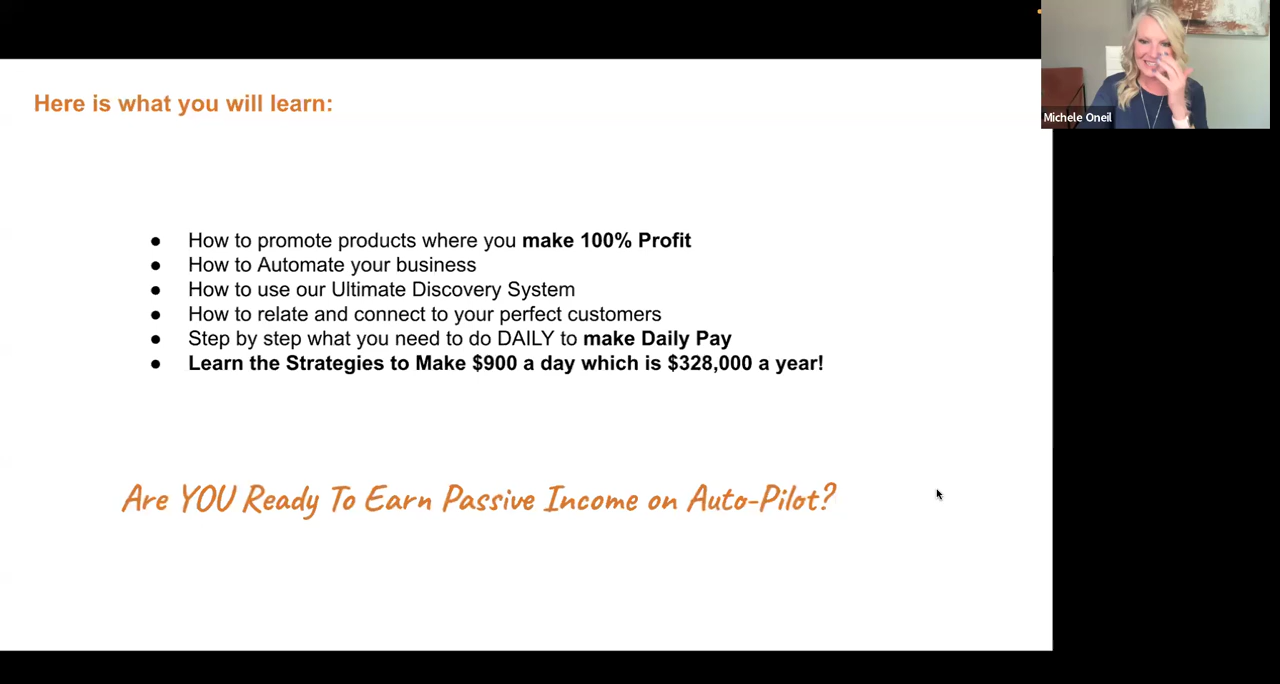 Michele Oneil
Here is what you will learn:
● How to promote products where you make 100% Profit
● How to Automate your business
● How to use our Ultimate Discovery System
● How to relate and connect to your perfect customers
● Step by step what you need to do DAILY to make Daily Pay
● Learn the Strategies to Make $900 a day which is $328,000 a year!
Are YOU Ready To Earn Passive Income on Auto-Pilot?